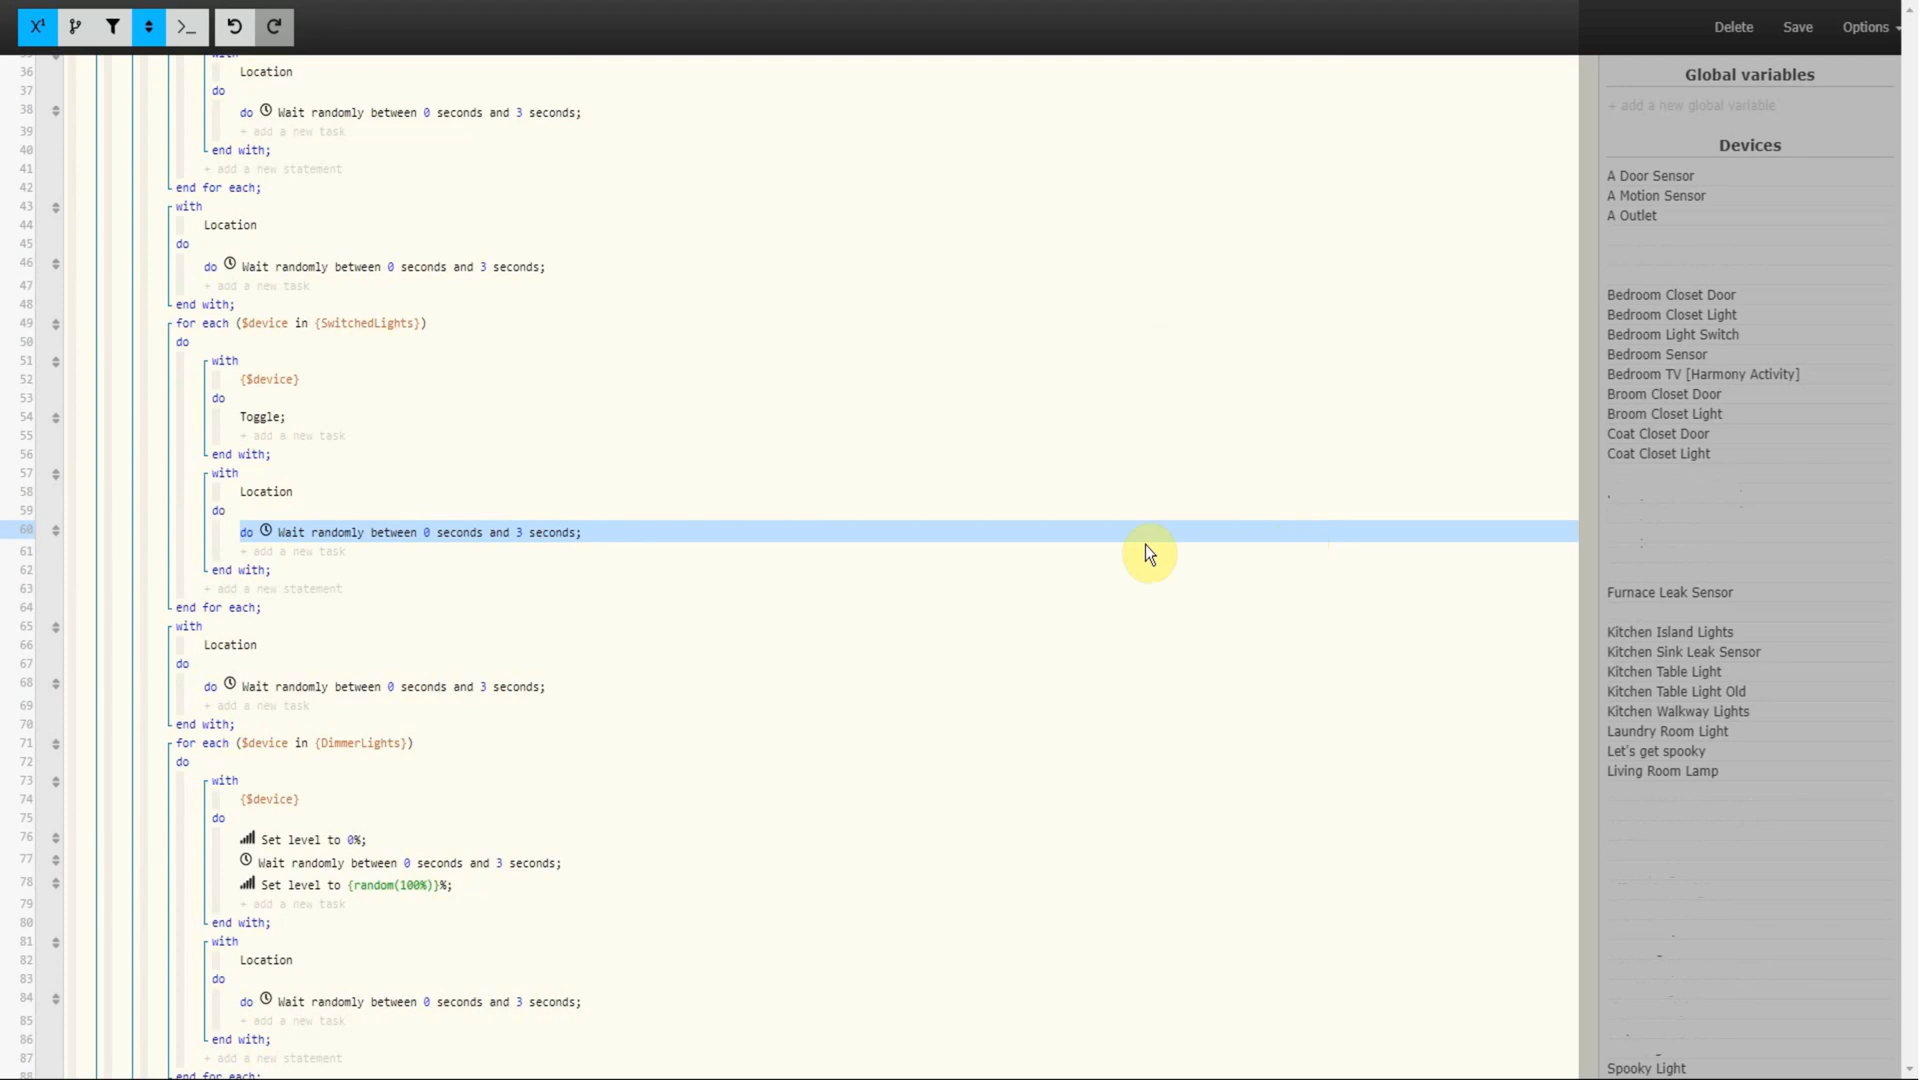 X¹
>_
Delete
Save
Options
with
36
Location
37
do
38
do Wait randomly between 0 seconds and 3 seconds;
39
+ add a new task
40
end with;
41
+ add a new statement
42
end for each;
43
with
44
Location
45
do
46
do Wait randomly between 0 seconds and 3 seconds;
47
+ add a new task
48
end with;
49
for each ($device in {SwitchedLights})
50
do
51
with
52
{$device}
53
do
54
Toggle;
55
+ add a new task
56
end with;
57
with
58
Location
59
do
60
do Wait randomly between 0 seconds and 3 seconds;
61
+ add a new task
62
end with;
63
+ add a new statement
64
end for each;
65
with
66
Location
67
do
68
do Wait randomly between 0 seconds and 3 seconds;
69
+ add a new task
70
end with;
71
for each ($device in {DimmerLights})
72
do
73
with
74
{$device}
75
do
76
Set level to 0%;
77
Wait randomly between 0 seconds and 3 seconds;
78
Set level to {random(100%)}%;
79
+ add a new task
80
end with;
81
with
82
Location
83
do
84
do Wait randomly between 0 seconds and 3 seconds;
85
+ add a new task
86
end with;
87
+ add a new statement
88
end for each;
Global variables
+ add a new global variable
Devices
A Door Sensor
A Motion Sensor
A Outlet
Bedroom Closet Door
Bedroom Closet Light
Bedroom Light Switch
Bedroom Sensor
Bedroom TV [Harmony Activity]
Broom Closet Door
Broom Closet Light
Coat Closet Door
Coat Closet Light
Furnace Leak Sensor
Kitchen Island Lights
Kitchen Sink Leak Sensor
Kitchen Table Light
Kitchen Table Light Old
Kitchen Walkway Lights
Laundry Room Light
Let's get spooky
Living Room Lamp
Spooky Light